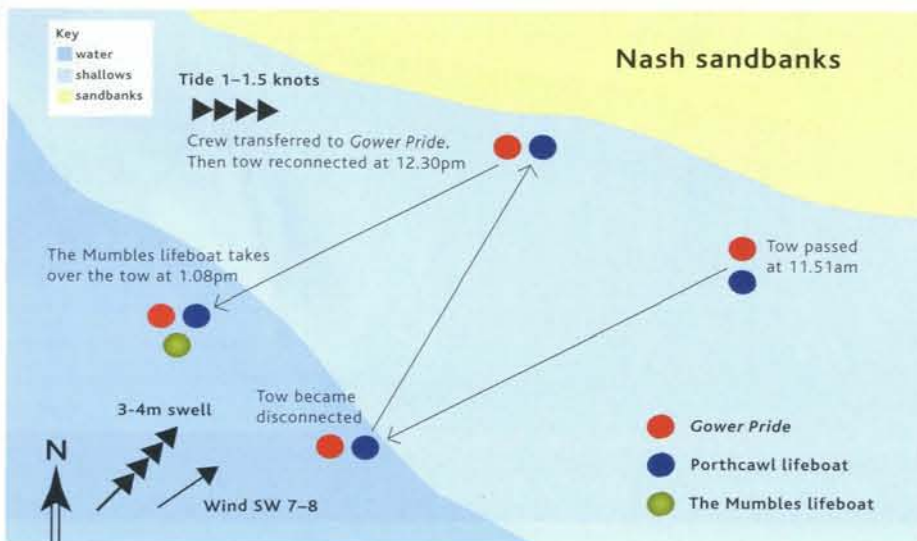 Key
water
shallows
sandbanks
Nash sandbanks
Tide 1–1.5 knots
Crew transferred to Gower Pride.
Then tow reconnected at 12.30pm
The Mumbles lifeboat takes
over the tow at 1.08pm
Tow passed
at 11.51am
Tow became
disconnected
3-4m swell
N
Wind SW 7–8
Gower Pride
Porthcawl lifeboat
The Mumbles lifeboat